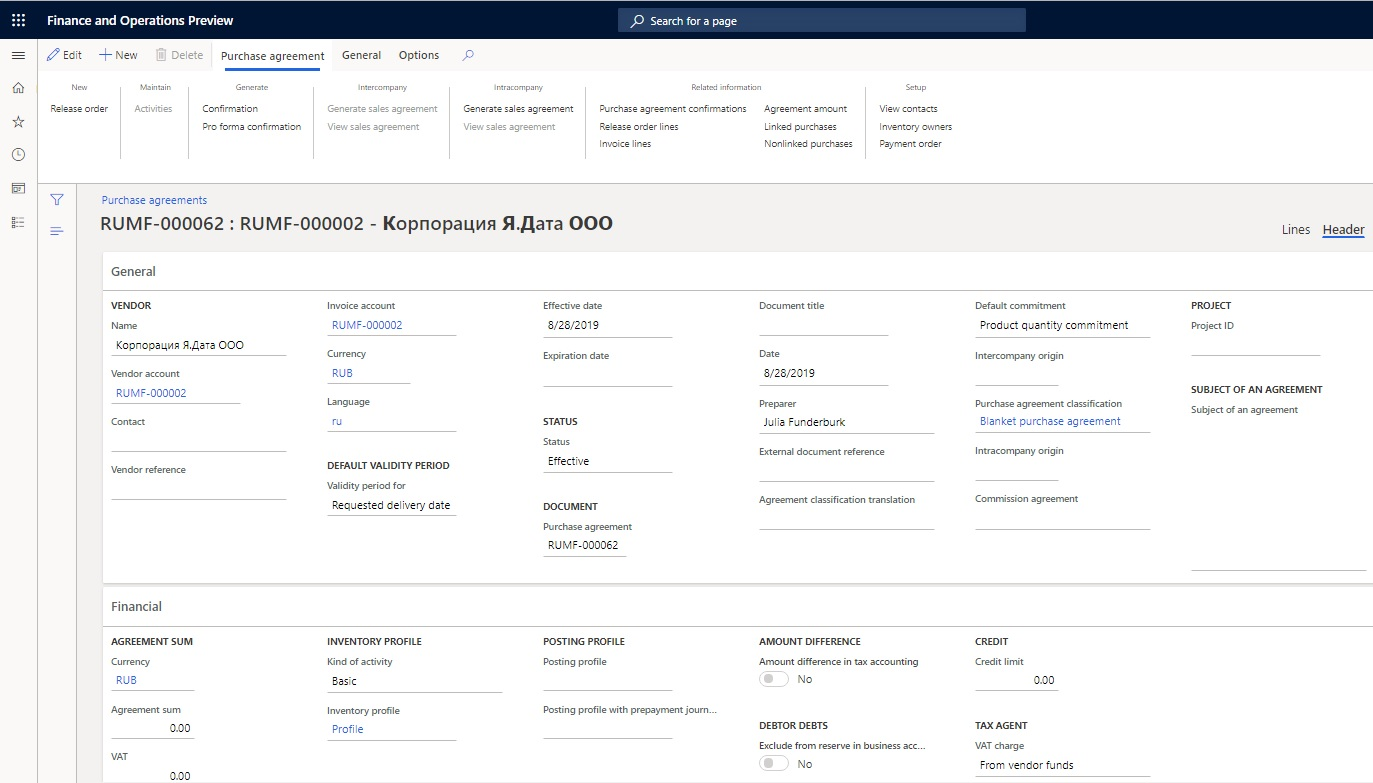 Finance and Operations Preview
Search for a page
Edit
New
Delete
Purchase agreement
General
Options
New
Release order
Maintain
Activities
Generate
Confirmation
Pro forma confirmation
Intercompany
Generate sales agreement
View sales agreement
Intracompany
Generate sales agreement
View sales agreement
Related information
Purchase agreement confirmations
Release order lines
Invoice lines
Agreement amount
Linked purchases
Nonlinked purchases
Setup
View contacts
Inventory owners
Payment order
Purchase agreements
RUMF-000062 : RUMF-000002 - Корпорация Я.Дата ООО
Lines
Header
General
VENDOR
Name
Корпорация Я.Дата ООО
Vendor account
RUMF-000002
Contact
Vendor reference
Invoice account
RUMF-000002
Currency
RUB
Language
ru
DEFAULT VALIDITY PERIOD
Validity period for
Requested delivery date
Effective date
8/28/2019
Expiration date
STATUS
Status
Effective
DOCUMENT
Purchase agreement
RUMF-000062
Document title
Date
8/28/2019
Preparer
Julia Funderburk
External document reference
Agreement classification translation
Default commitment
Product quantity commitment
Intercompany origin
Purchase agreement classification
Blanket purchase agreement
Intracompany origin
Commission agreement
PROJECT
Project ID
SUBJECT OF AN AGREEMENT
Subject of an agreement
Financial
AGREEMENT SUM
Currency
RUB
Agreement sum
0.00
VAT
0.00
INVENTORY PROFILE
Kind of activity
Basic
Inventory profile
Profile
POSTING PROFILE
Posting profile
Posting profile with prepayment journ...
AMOUNT DIFFERENCE
Amount difference in tax accounting
No
DEBTOR DEBTS
Exclude from reserve in business acc...
No
CREDIT
Credit limit
0.00
TAX AGENT
VAT charge
From vendor funds